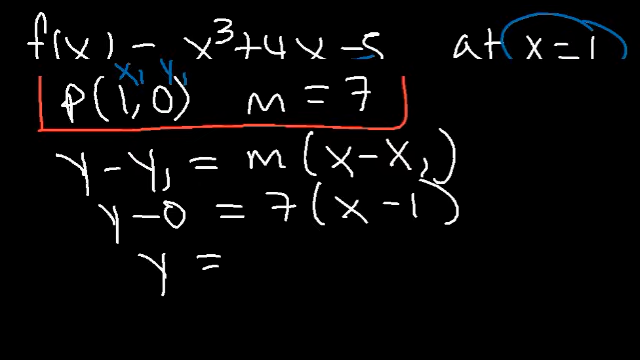 f(x) = x³+4x-5 at x=1
x₁ y₁
P(1,0) m = 7
y-y₁ = m(x-x₁)
y-0 = 7(x-1)
y =